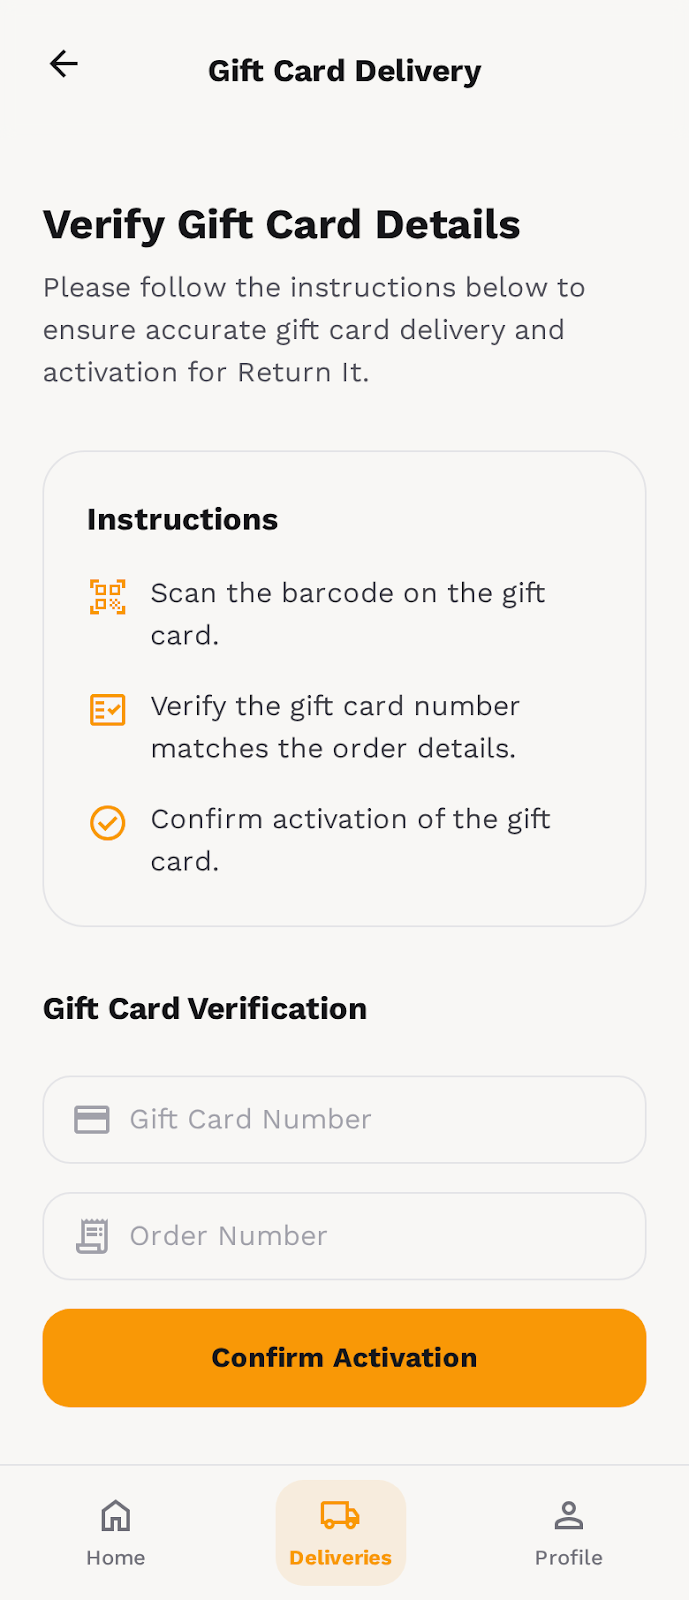 Gift Card Delivery
Verify Gift Card Details
Please follow the instructions below to
ensure accurate gift card delivery and
activation for Return It.
Instructions
Scan the barcode on the gift
card.
Verify the gift card number
matches the order details.
Confirm activation of the gift
card.
Gift Card Verification
Gift Card Number
Order Number
Confirm Activation
Home
Deliveries
Profile